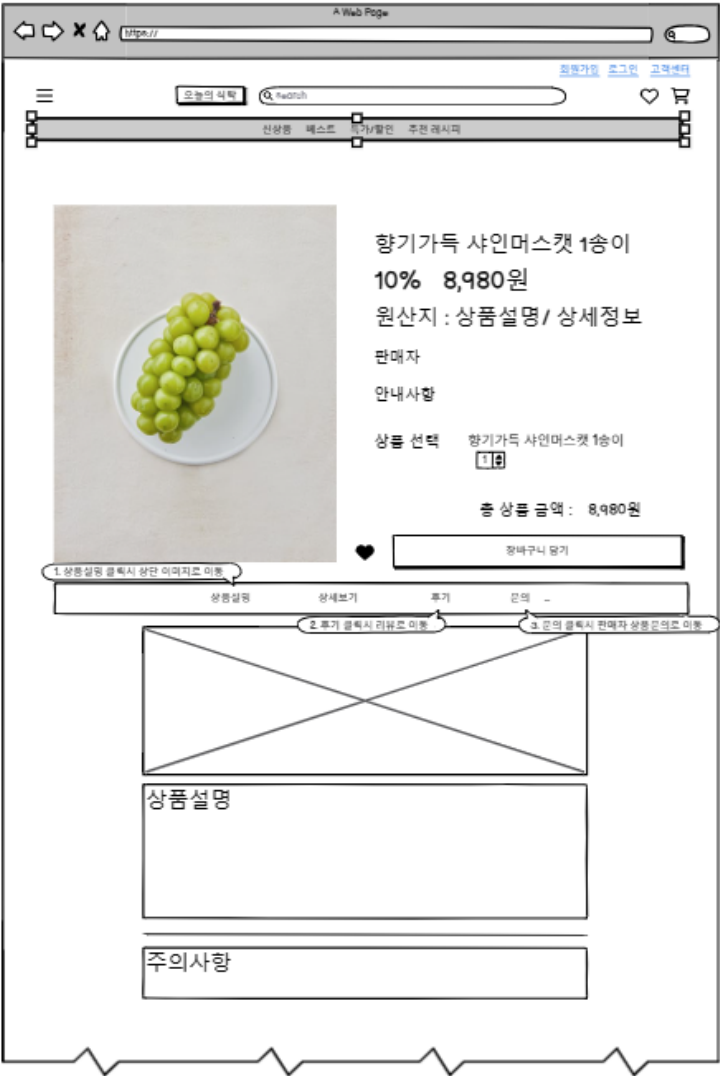 A Web Page
https://
회원가입 로그인 고객센터
오늘의 식탁 search
신상품 베스트 특가/할인 추천 레시피
향기가득 샤인머스캣 1송이
10% 8,980원
원산지 : 상품설명/ 상세정보
판매자
안내사항
상품 선택 향기가득 샤인머스캣 1송이
1
총 상품 금액 : 8,980원
장바구니 담기
1. 상품설명 클릭시 상단 이미지로 이동
상품설명 상세보기 후기 문의 ...
2. 후기 클릭시 리뷰로 이동 3. 문의 클릭시 판매자 상품문의로 이동
상품설명
주의사항